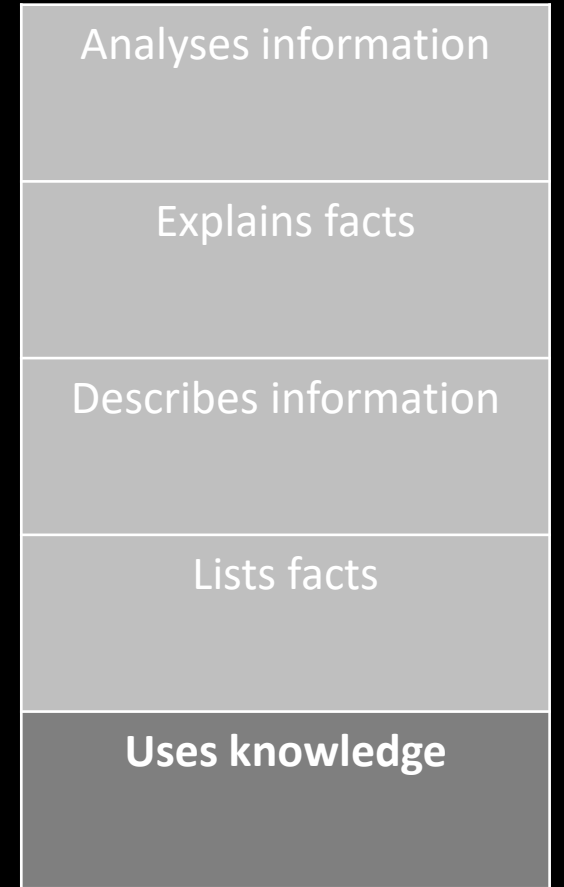 Analyses information
Explains facts
Describes information
Lists facts
Uses knowledge